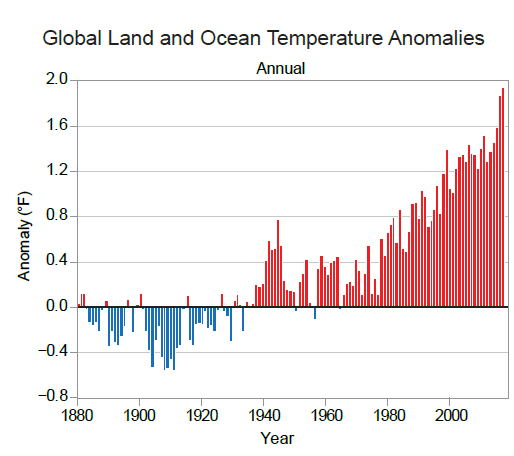 Global Land and Ocean Temperature Anomalies
Annual
2.0
1.6
1.2
0.8
0.4
0.0
−0.4
−0.8
Anomaly (°F)
1880 1900 1920 1940 1960 1980 2000
Year